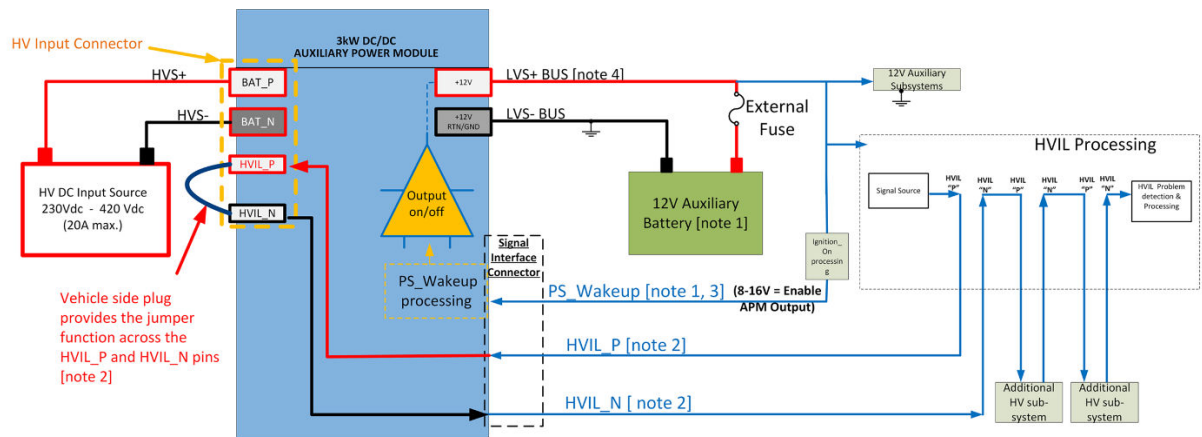 HV Input Connector
3kW DC/DC
AUXILIARY POWER MODULE
HVS+
BAT_P
HVS-
BAT_N
HVIL_P
HVIL_N
HV DC Input Source
230Vdc - 420 Vdc
(20A max.)
Vehicle side plug
provides the jumper
function across the
HVIL_P and HVIL_N pins
[note 2]
+12V
+12V
RTN/GND
Output
on/off
PS_Wakeup
processing
Signal
Interface
Connector
LVS+ BUS [note 4]
LVS- BUS
External
Fuse
12V Auxiliary
Battery [note 1]
12V Auxiliary
Subsystems
Ignition_
On
processin
g
PS_Wakeup [note 1, 3]
(8-16V = Enable
APM Output)
HVIL_P [note 2]
HVIL_N [ note 2]
HVIL Processing
Signal Source
HVIL
"P"
HVIL
"N"
HVIL
"P"
HVIL
"N"
HVIL
"P"
HVIL
"N"
HVIL Problem
detection &
Processing
Additional
HV sub-
system
Additional
HV sub-
system